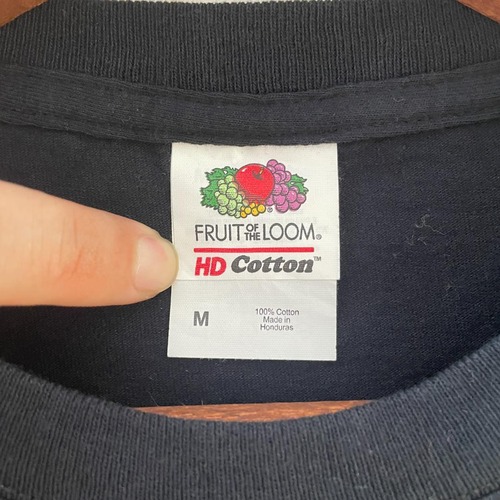 FRUIT OF THE LOOM®
HD Cotton™
M
100% Cotton
Made in
Honduras